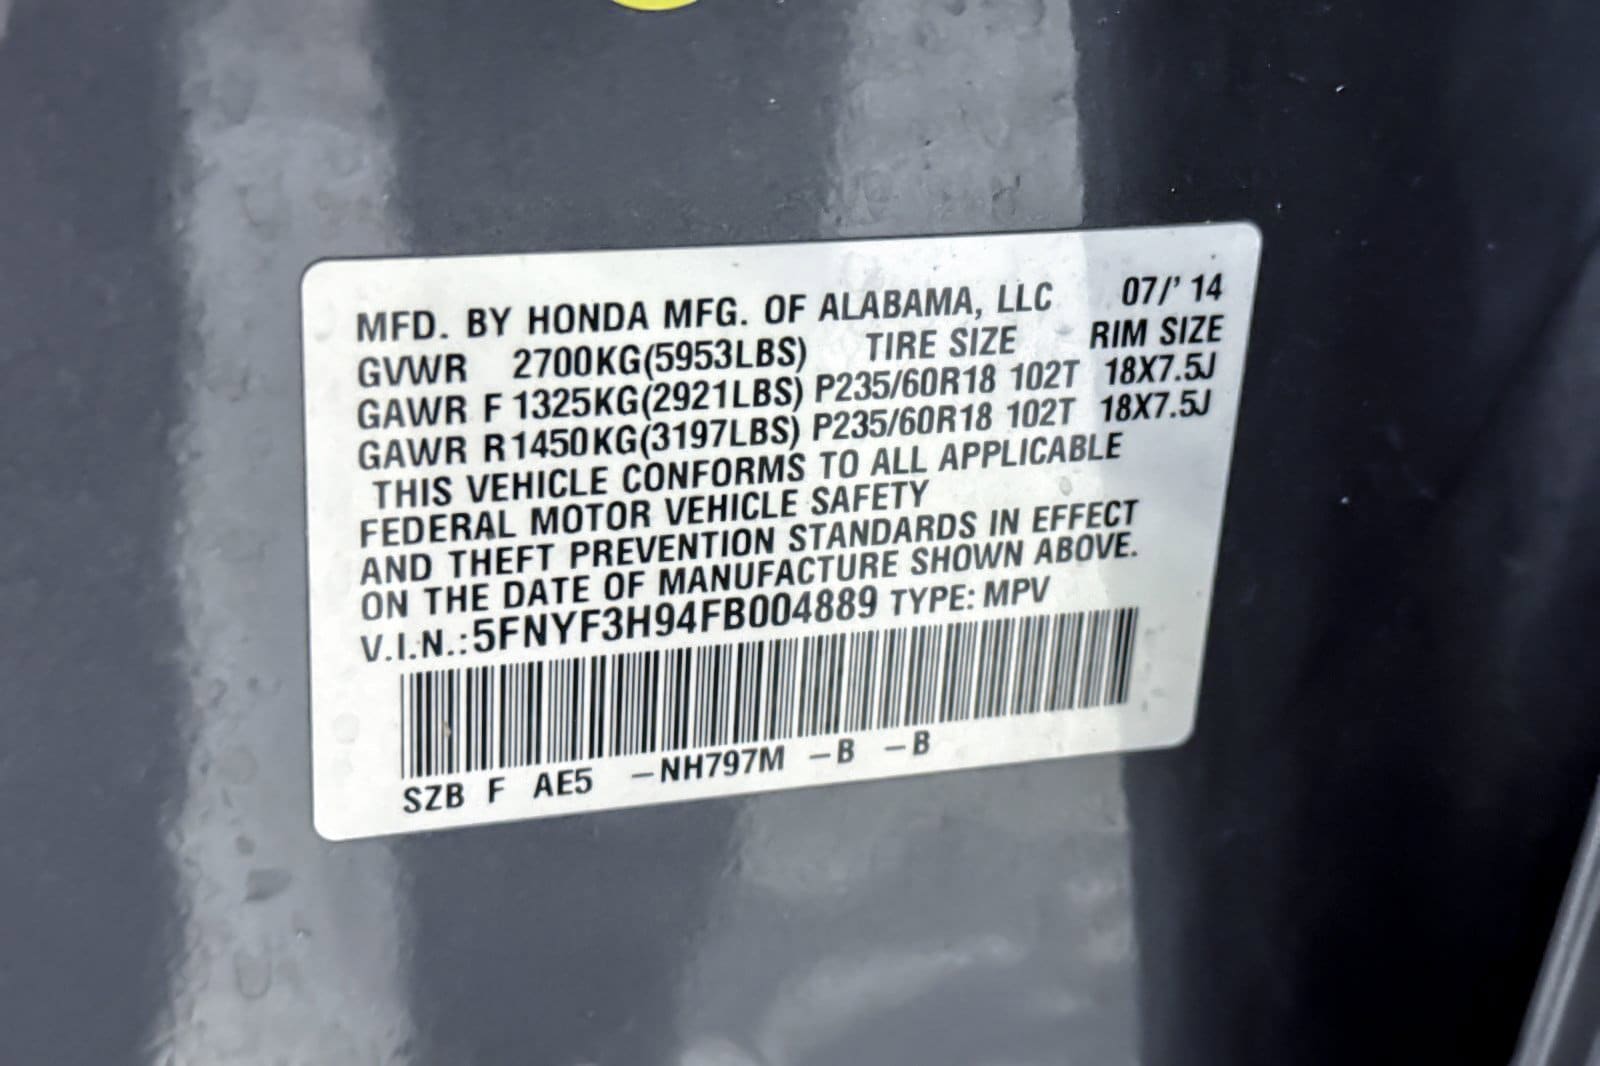 MFD. BY HONDA MFG. OF ALABAMA, LLC 07/' 14
GVWR 2700KG(5953LBS) TIRE SIZE RIM SIZE
GAWR F 1325KG(2921LBS) P235/60R18 102T 18X7.5J
GAWR R1450KG(3197LBS) P235/60R18 102T 18X7.5J
THIS VEHICLE CONFORMS TO ALL APPLICABLE
FEDERAL MOTOR VEHICLE SAFETY
AND THEFT PREVENTION STANDARDS IN EFFECT
ON THE DATE OF MANUFACTURE SHOWN ABOVE.
V.I.N.:5FNYF3H94FB004889 TYPE: MPV
SZB F AE5 –NH797M –B –B